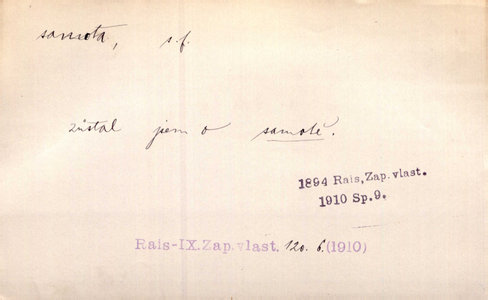 samota, s.f.
zůstal jsem o samotě.
1894 Rais, Zap. vlast.
1910 Sp. 9.
Rais-IX. Zap. vlast. 120. 6. (1910)